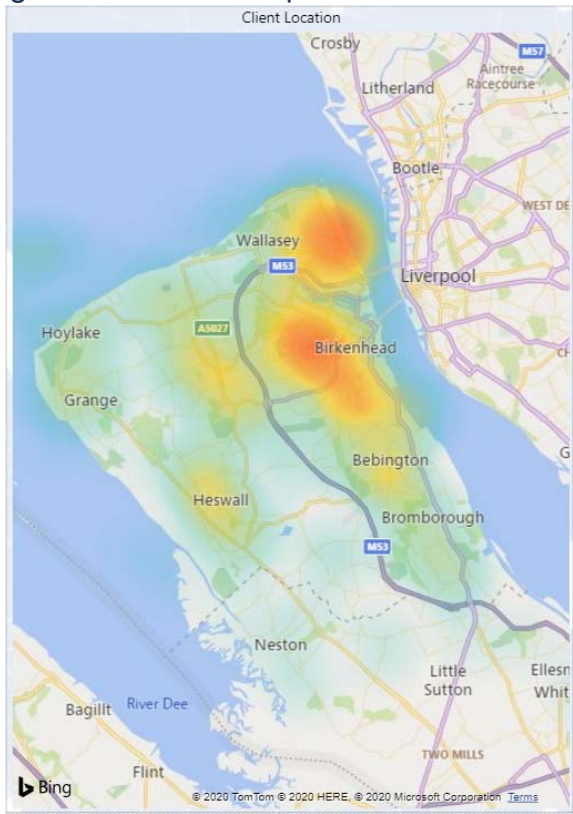 Client Location
Crosby
M57
Aintree
Racecourse
Litherland
Bootle
WEST DE
Wallasey
M53
Liverpool
Hoylake
A5027
Birkenhead
CH
Grange
Bebington
G
Heswall
Bromborough
M53
Neston
Little
Sutton
Ellesm
Whit
Bagillt
River Dee
TWO MILLS
Flint
Bing
© 2020 TomTom © 2020 HERE, © 2020 Microsoft Corporation Terms